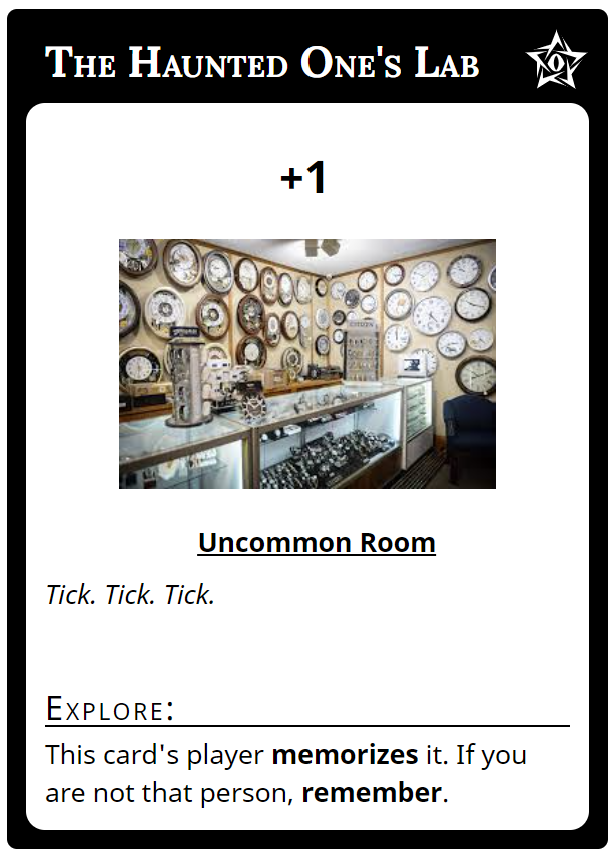 The Haunted One's Lab
0
+1
Uncommon Room
Tick. Tick. Tick.
Explore:
This card's player memorizes it. If you
are not that person, remember.